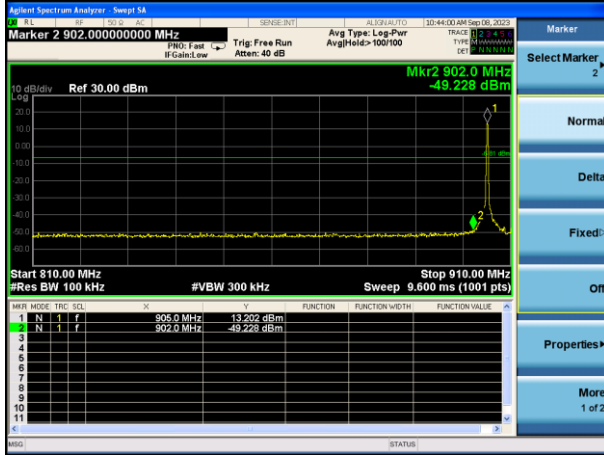 Agilent Spectrum Analyzer - Swept SA
RL RF 50 Ω AC SENSE:INT ALIGNAUTO 10:44:00 AM Sep 08, 2023
Marker 2 902.000000000 MHz
PNO: Fast
IFGain:Low
Trig: Free Run
Atten: 40 dB
Avg Type: Log-Pwr
Avg|Hold>100/100
TRACE 1 2 3 4 5 6
TYPE M
DET P N N N N N
Mkr2 902.0 MHz
-49.228 dBm
10 dB/div Ref 30.00 dBm
Log
20.0
10.0
0.00
-10.0
-20.0
-30.0
-40.0
-50.0
-60.0
1
2
Start 810.00 MHz Stop 910.00 MHz
#Res BW 100 kHz #VBW 300 kHz Sweep 9.600 ms (1001 pts)
MKR MODE TRC SCL X Y FUNCTION FUNCTION WIDTH FUNCTION VALUE
1 N 1 f 905.0 MHz 13.202 dBm
2 N 1 f 902.0 MHz -49.228 dBm
3
4
5
6
7
8
9
10
11
MSG STATUS
Marker
Select Marker
2
Normal
Delta
Fixed
Off
Properties
More
1 of 2